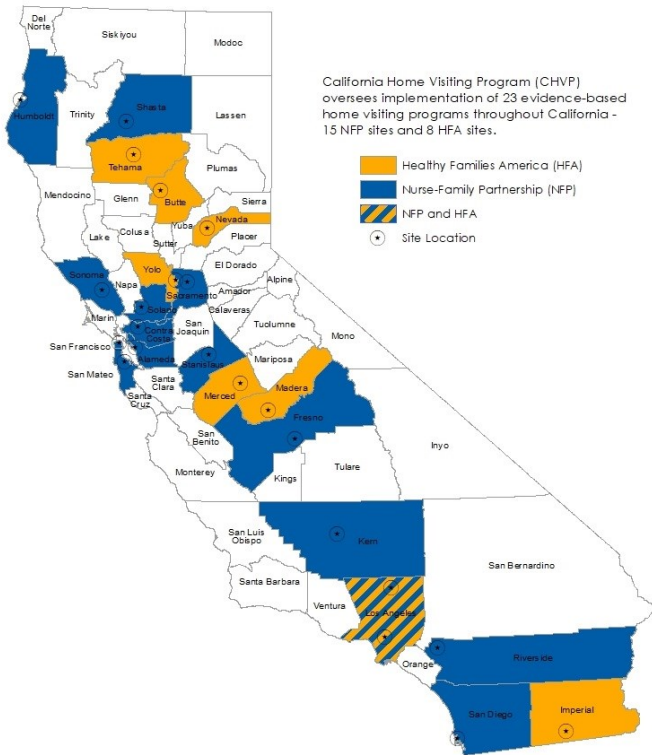 Del
Norte
Siskiyou
Modoc
Humboldt
Trinity
Shasta
Lassen
California Home Visiting Program (CHVP)
oversees implementation of 23 evidence-based
home visiting programs throughout California -
15 NFP sites and 8 HFA sites.
Healthy Families America (HFA)
Nurse-Family Partnership (NFP)
NFP and HFA
Site Location
Tehama
Plumas
Mendocino
Glenn
Butte
Sierra
Nevada
Yuba
Placer
Lake
Colusa
Sutter
El Dorado
Sonoma
Napa
Yolo
Sacramento
Amador
Alpine
Solano
Calaveras
Marin
Contra
Costa
San
Joaquin
Tuolumne
Mono
San Francisco
Alameda
Stanislaus
Mariposa
San Mateo
Santa
Clara
Santa
Cruz
Merced
Madera
Fresno
San
Benito
Monterey
Kings
Tulare
Inyo
San Luis
Obispo
Kern
San Bernardino
Santa Barbara
Ventura
Los Angeles
Orange
Riverside
San Diego
Imperial